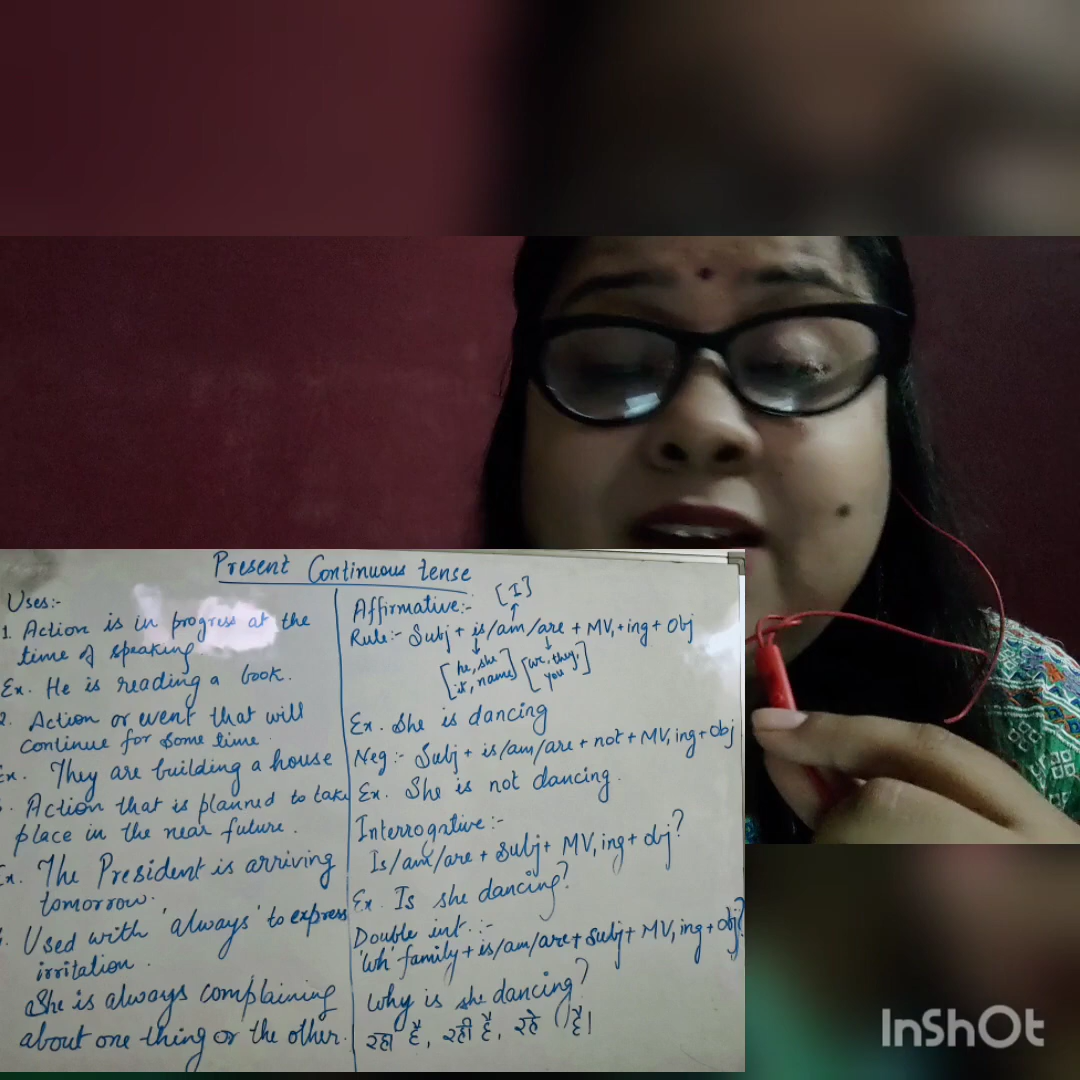 Present Continuous tense
Uses:-
1. Action is in progress at the
time of speaking.
Ex. He is reading a book.
2. Action or event that will
continue for some time.
Ex. They are building a house
Action that is planned to take
place in the near future.
Ex. The President is arriving
tomorrow.
Used with 'always' to express
irritation.
She is always complaining
about one thing or the other.
Affirmative:- [I]
Rule:- Subj + is/am/are + MV, +ing + Obj
[he, she [we, they,
it, name] you]
Ex. She is dancing
Neg:- Subj + is/am/are + not + MV, ing + Obj
Ex. She is not dancing.
Interrogative:-
Is/am/are + subj + MV, ing + obj?
Ex. Is she dancing?
Double int.:-
'Wh' family + is/am/are + subj + MV, ing + obj?
Why is she dancing?
रहा है, रही है, रहे हैं।
InShOt